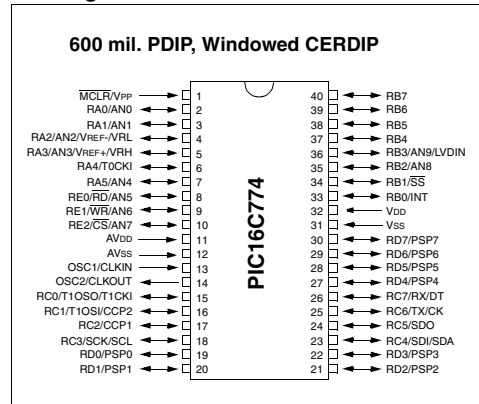 600 mil. PDIP, Windowed CERDIP
MCLR/VPP 1 40 RB7
RA0/AN0 2 39 RB6
RA1/AN1 3 38 RB5
RA2/AN2/VREF-/VRL 4 37 RB4
RA3/AN3/VREF+/VRH 5 36 RB3/AN9/LVDIN
RA4/T0CKI 6 35 RB2/AN8
RA5/AN4 7 34 RB1/SS
RE0/RD/AN5 8 33 RB0/INT
RE1/WR/AN6 9 32 VDD
RE2/CS/AN7 10 31 VSS
AVDD 11 30 RD7/PSP7
AVSS 12 29 RD6/PSP6
OSC1/CLKIN 13 28 RD5/PSP5
OSC2/CLKOUT 14 27 RD4/PSP4
RC0/T1OSO/T1CKI 15 26 RC7/RX/DT
RC1/T1OSI/CCP2 16 25 RC6/TX/CK
RC2/CCP1 17 24 RC5/SDO
RC3/SCK/SCL 18 23 RC4/SDI/SDA
RD0/PSP0 19 22 RD3/PSP3
RD1/PSP1 20 21 RD2/PSP2
PIC16C774